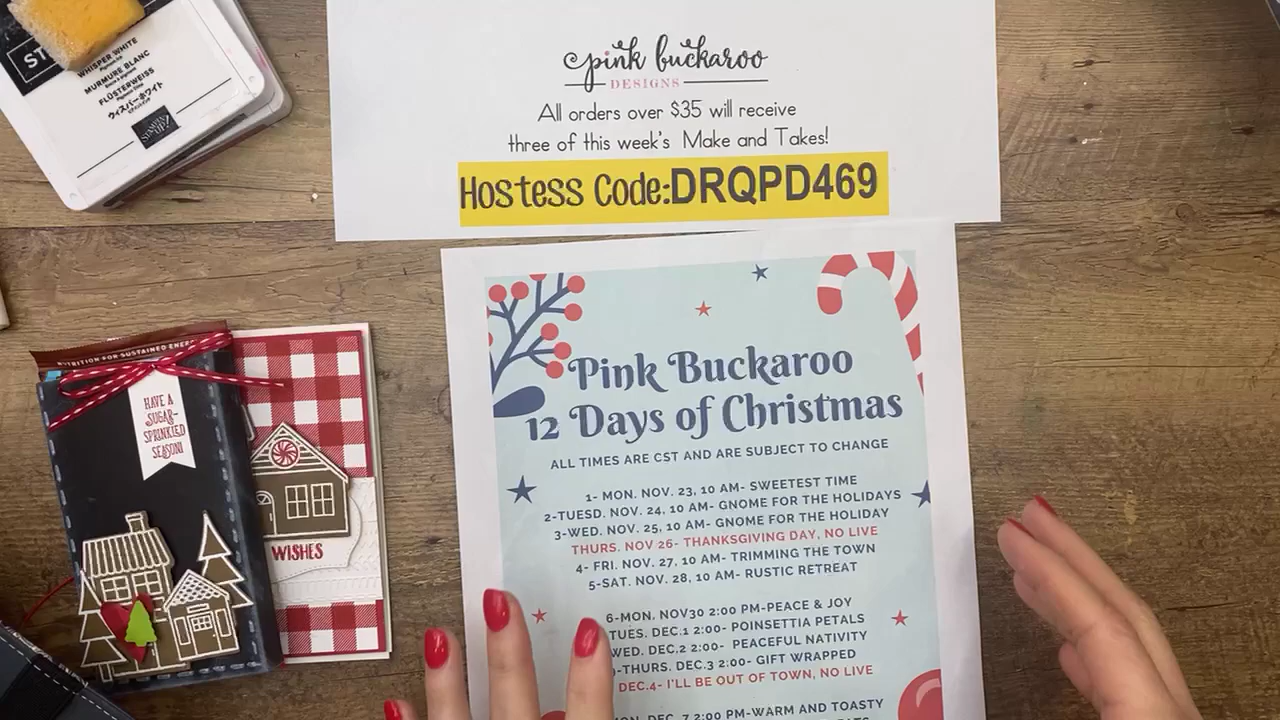 WHISPER WHITE
MURMURE BLANC
FLÜSTERWEISS
ウィスパーホワイト
STAMPIN' UP!
pink buckaroo
DESIGNS
All orders over $35 will receive
three of this week's Make and Takes!
Hostess Code:DRQPD469
NUTRITION FOR SUSTAINED ENERG
HAVE A
SUGAR-
SPRINKLED
SEASON!
WISHES
Pink Buckaroo
12 Days of Christmas
ALL TIMES ARE CST AND ARE SUBJECT TO CHANGE
1- MON. NOV. 23, 10 AM- SWEETEST TIME
2-TUESD. NOV. 24, 10 AM- GNOME FOR THE HOLIDAYS
3-WED. NOV. 25, 10 AM- GNOME FOR THE HOLIDAY
THURS. NOV 26- THANKSGIVING DAY, NO LIVE
4- FRI. NOV. 27, 10 AM- TRIMMING THE TOWN
5-SAT. NOV. 28, 10 AM- RUSTIC RETREAT
6-MON. NOV30 2:00 PM-PEACE & JOY
TUES. DEC.1 2:00- POINSETTIA PETALS
WED. DEC.2 2:00- PEACEFUL NATIVITY
-THURS. DEC.3 2:00- GIFT WRAPPED
DEC.4- I'LL BE OUT OF TOWN, NO LIVE
MON. DEC. 7 2:00 PM-WARM AND TOASTY